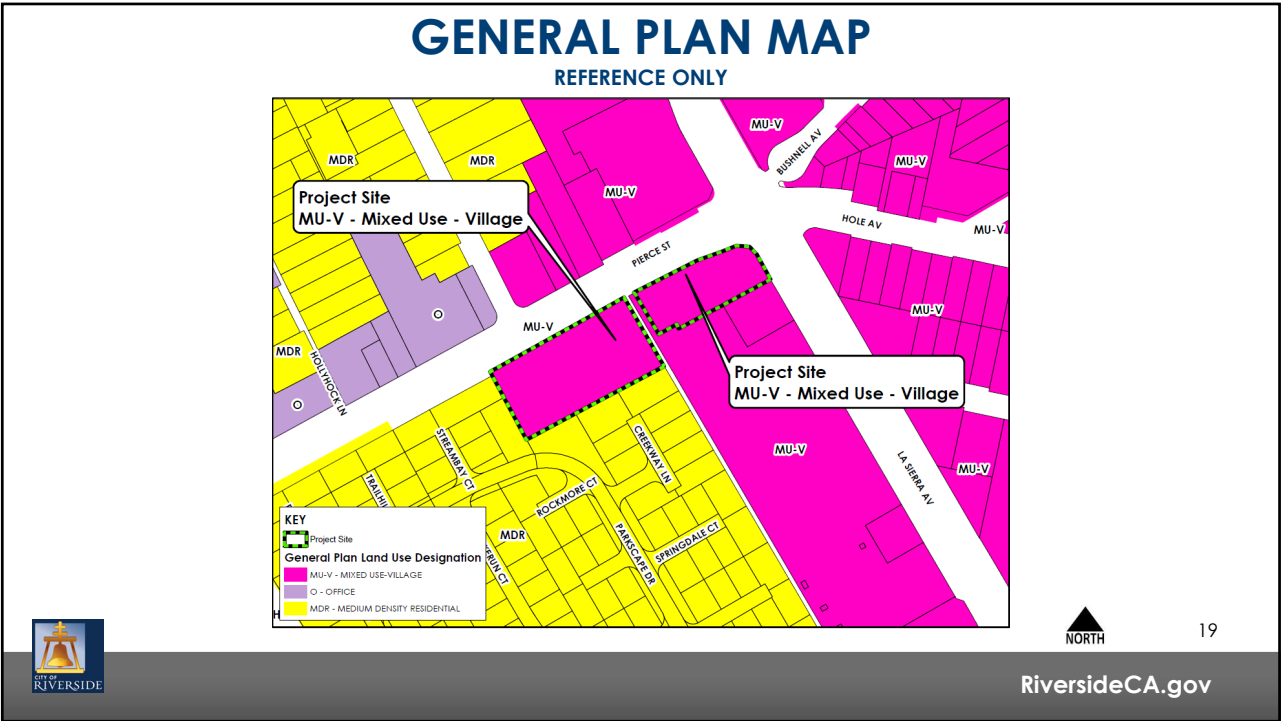 GENERAL PLAN MAP
REFERENCE ONLY
MU-V
BUSHNELL AV
MDR
MDR
MU-V
MU-V
Project Site
MU-V - Mixed Use - Village
HOLE AV
MU-V
PIERCE ST
O
MU-V
MU-V
MDR
HOLLYHOCK LN
O
Project Site
MU-V - Mixed Use - Village
STREAMBAY CT
CREEKWAY LN
MU-V
LA SIERRA AV
MU-V
ROCKMORE CT
MDR
PARKSCAPE DR
SPRINGDALE CT
KEY
Project Site
General Plan Land Use Designation
MU-V - MIXED USE-VILLAGE
O - OFFICE
MDR - MEDIUM DENSITY RESIDENTIAL
NORTH
19
CITY OF
RIVERSIDE
RiversideCA.gov